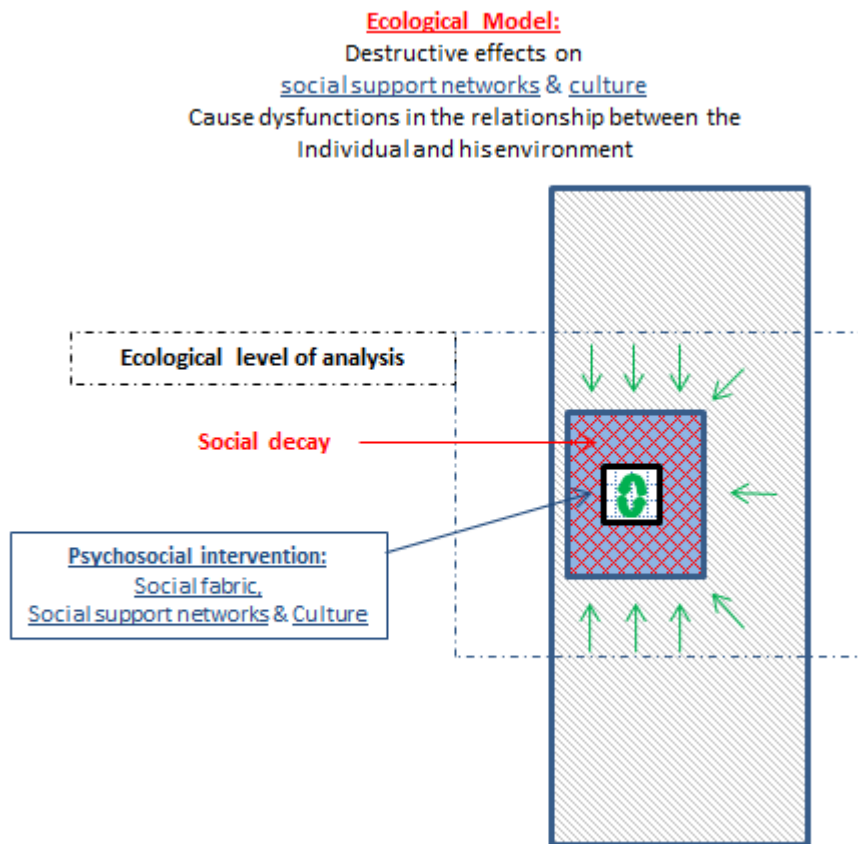 Ecological Model:
Destructive effects on
social support networks & culture
Cause dysfunctions in the relationship between the
Individual and his environment
Ecological level of analysis
Social decay
Psychosocial intervention:
Social fabric,
Social support networks & Culture